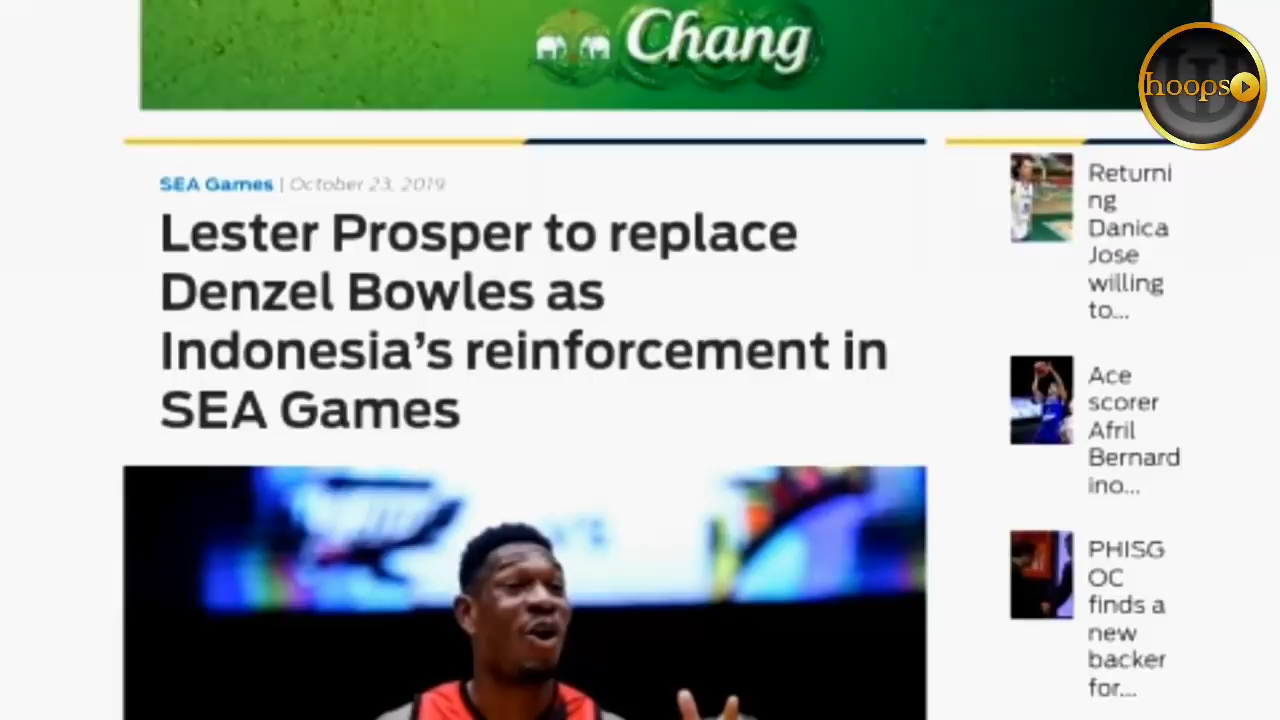 Chang
hoops
SEA Games | October 23, 2019
Lester Prosper to replace
Denzel Bowles as
Indonesia’s reinforcement in
SEA Games
Returni
ng
Danica
Jose
willing
to...
Ace
scorer
Afril
Bernard
ino...
PHISG
OC
finds a
new
backer
for...